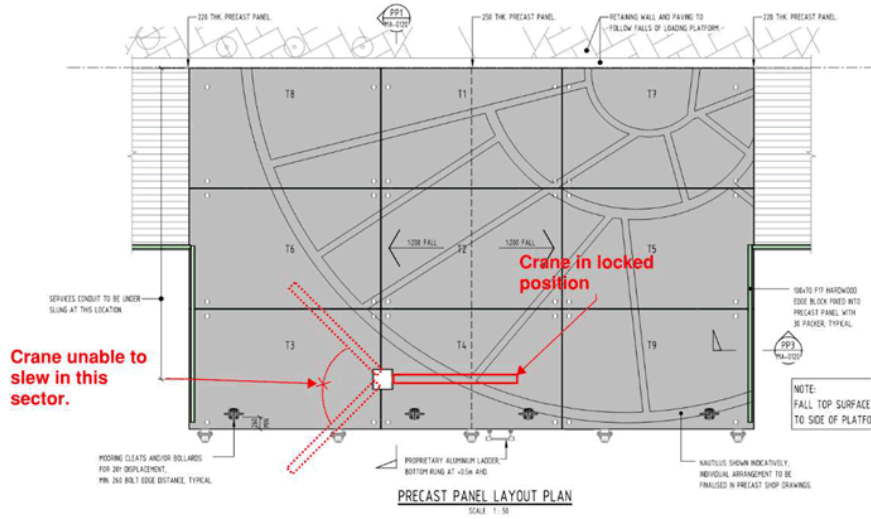 220 THK. PRECAST PANEL.
PP1
MA-0120
250 THK. PRECAST PANEL.
RETAINING WALL AND PAVING TO
FOLLOW FALLS OF LOADING PLATFORM.
220 THK. PRECAST PANEL.
T8
T1
T7
T6
1:200 FALL
T2
1:200 FALL
T5
Crane in locked
position
SERVICES CONDUIT TO BE UNDER
SLUNG AT THIS LOCATION.
100x70 F17 HARDWOOD
EDGE BLOCK FIXED INTO
PRECAST PANEL WITH
30 PACKER, TYPICAL.
T3
T4
T9
PP3
MA-0120
Crane unable to
slew in this
sector.
NOTE:
FALL TOP SURFACE
TO SIDE OF PLATFO
260
MIN
MOORING CLEATS AND/OR BOLLARDS
FOR 28T DISPLACEMENT,
MIN. 260 BOLT EDGE DISTANCE, TYPICAL.
PROPRIETARY ALUMINIUM LADDER,
BOTTOM RUNG AT +0.5m AHD.
NAUTILUS SHOWN INDICATIVELY,
INDIVIDUAL ARRANGEMENT TO BE
FINALISED IN PRECAST SHOP DRAWINGS.
PRECAST PANEL LAYOUT PLAN
SCALE 1 : 50